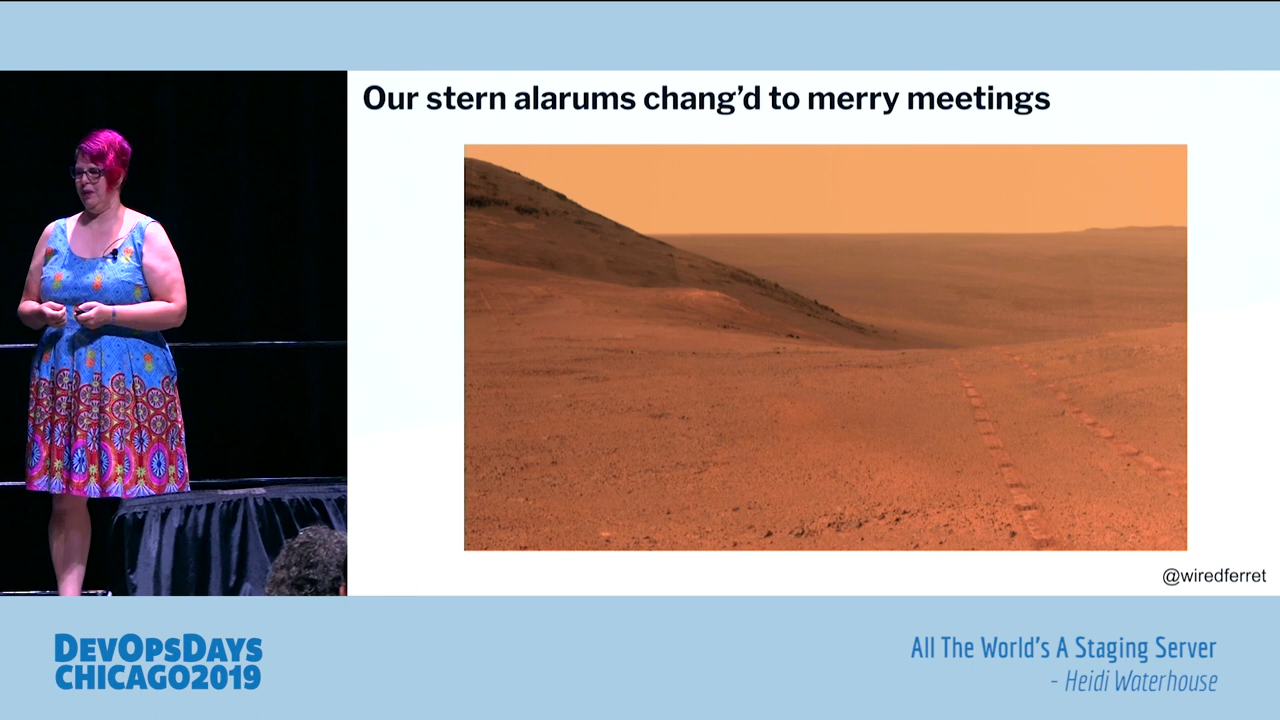 Our stern alarums chang’d to merry meetings
@wiredferret
DEVOPSDAYS
CHICAGO2019
All The World's A Staging Server
- Heidi Waterhouse